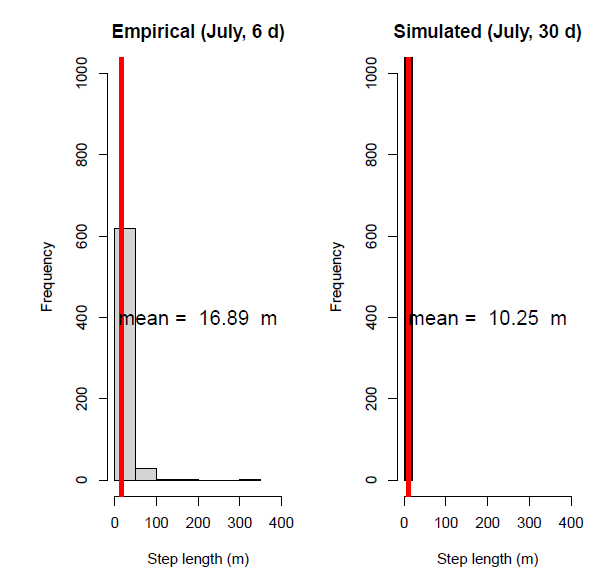 Empirical (July, 6 d)
Frequency
1000
800
600
400
200
0
mean = 16.89 m
0 100 200 300 400
Step length (m)
Simulated (July, 30 d)
Frequency
1000
800
600
400
200
0
mean = 10.25 m
0 100 200 300 400
Step length (m)